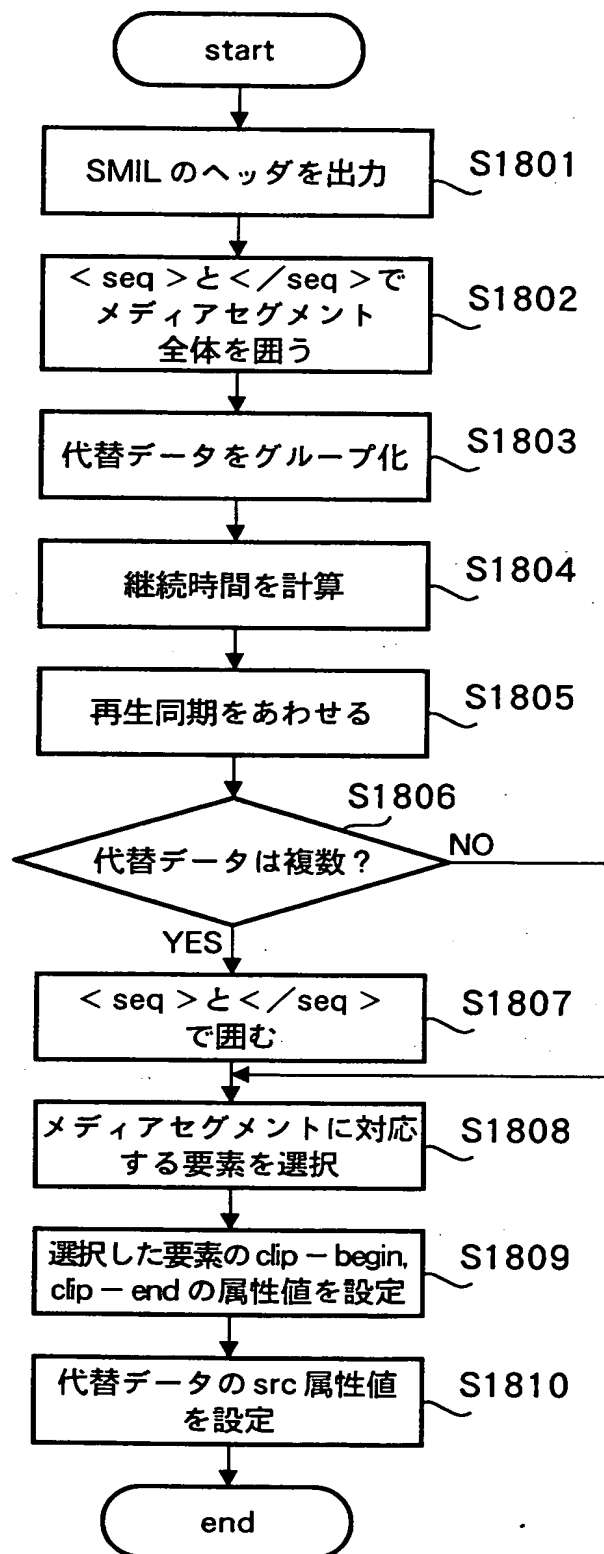 start
SMILのヘッダを出力
S1801
< seq >と</seq>で
メディアセグメント
全体を囲う
S1802
代替データをグループ化
S1803
継続時間を計算
S1804
再生同期をあわせる
S1805
S1806
代替データは複数?
NO
YES
< seq >と</seq>
で囲む
S1807
メディアセグメントに対応
する要素を選択
S1808
選択した要素のclip-begin,
clip-endの属性値を設定
S1809
代替データのsrc属性値
を設定
S1810
end